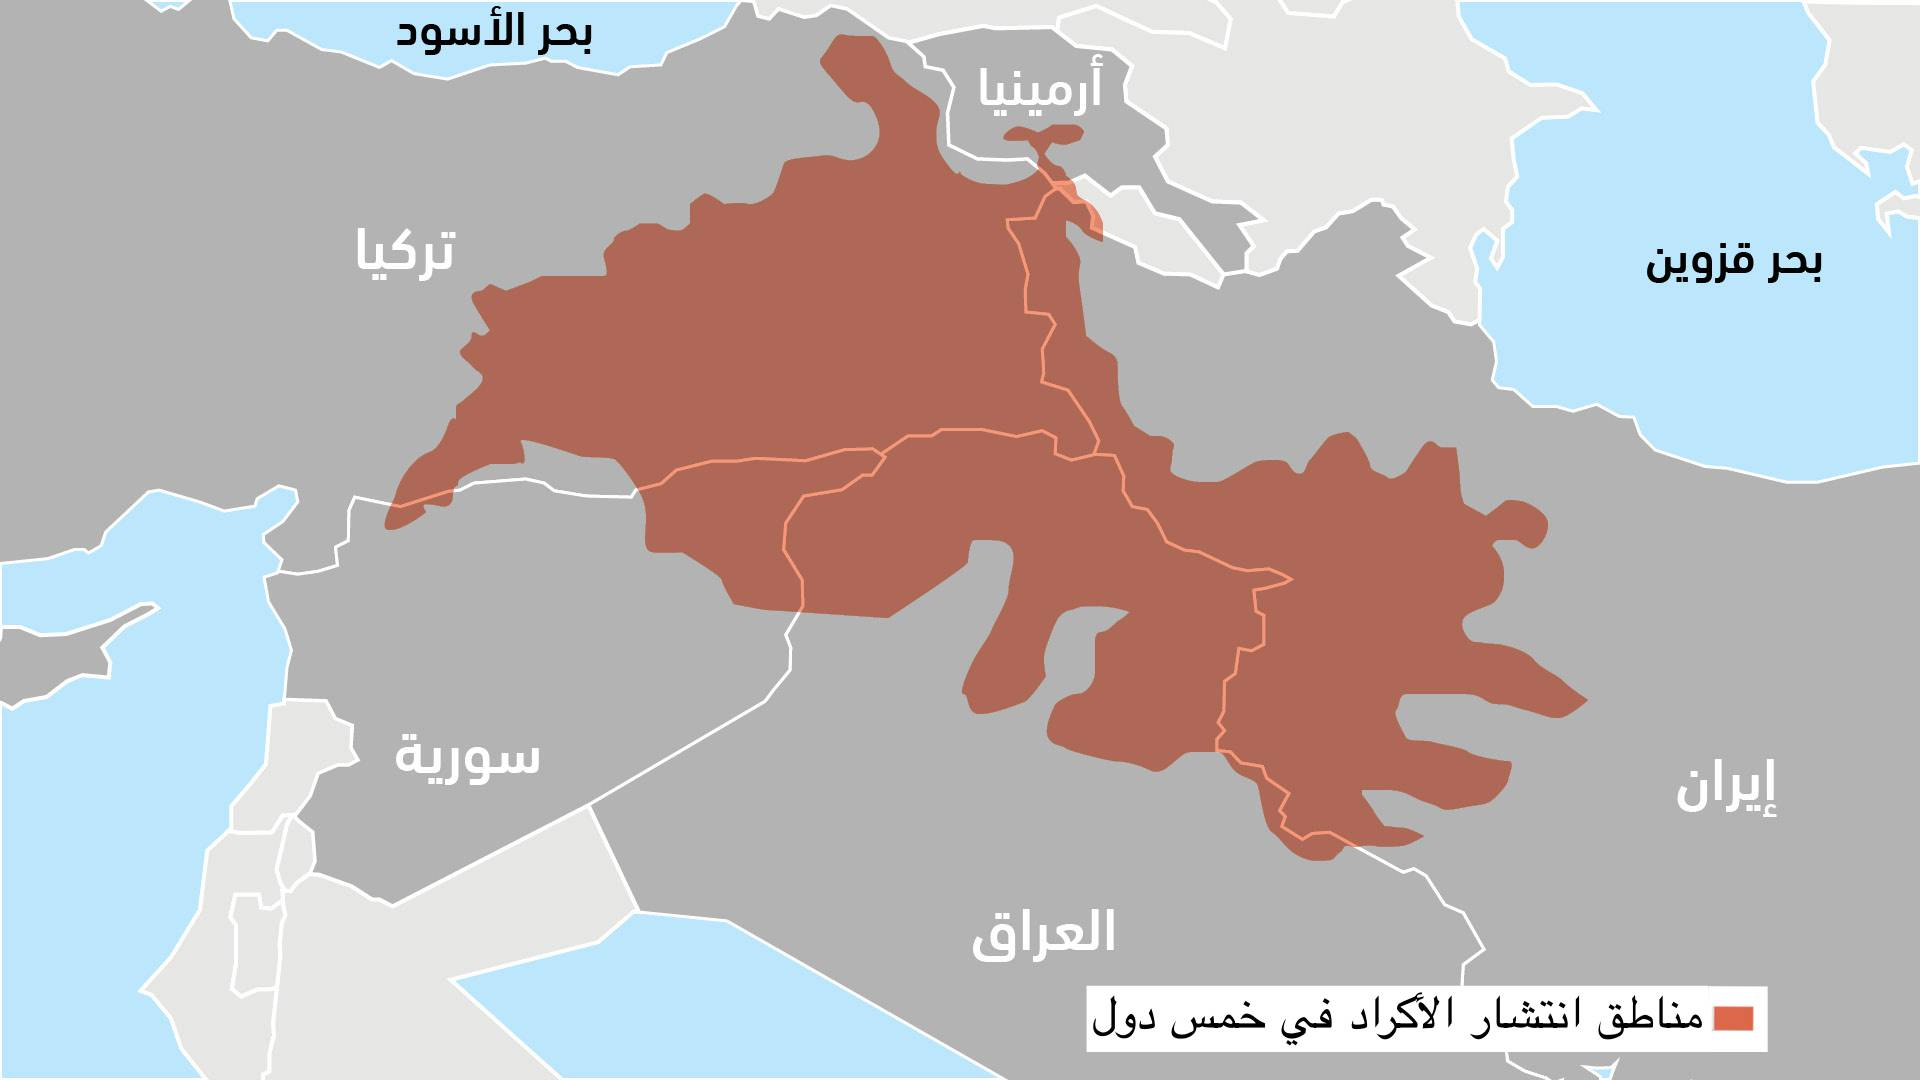 بحر الأسود
أرمينيا
تركيا
بحر قزوين
سورية
إيران
العراق
مناطق انتشار الأكراد في خمس دول